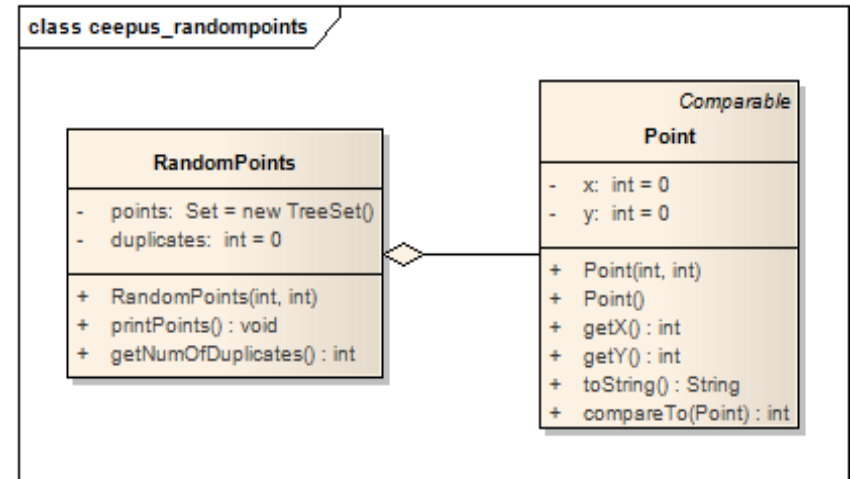 class ceepus_randompoints
RandomPoints
- points: Set = new TreeSet()
- duplicates: int = 0
+ RandomPoints(int, int)
+ printPoints() : void
+ getNumOfDuplicates() : int
Comparable
Point
- x: int = 0
- y: int = 0
+ Point(int, int)
+ Point()
+ getX() : int
+ getY() : int
+ toString() : String
+ compareTo(Point) : int